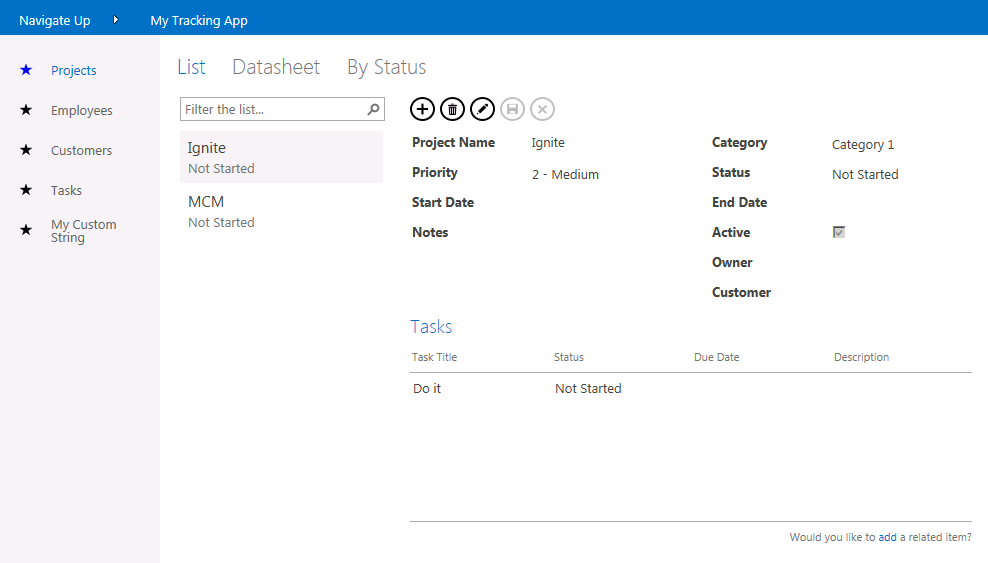 Navigate Up
My Tracking App
Projects
Employees
Customers
Tasks
My Custom
String
List Datasheet By Status
Filter the list...
Ignite
Not Started
MCM
Not Started
Project Name Ignite
Category Category 1
Priority 2 - Medium
Status Not Started
Start Date
End Date
Notes
Active
Owner
Customer
Tasks
Task Title Status Due Date Description
Do it Not Started
Would you like to add a related item?